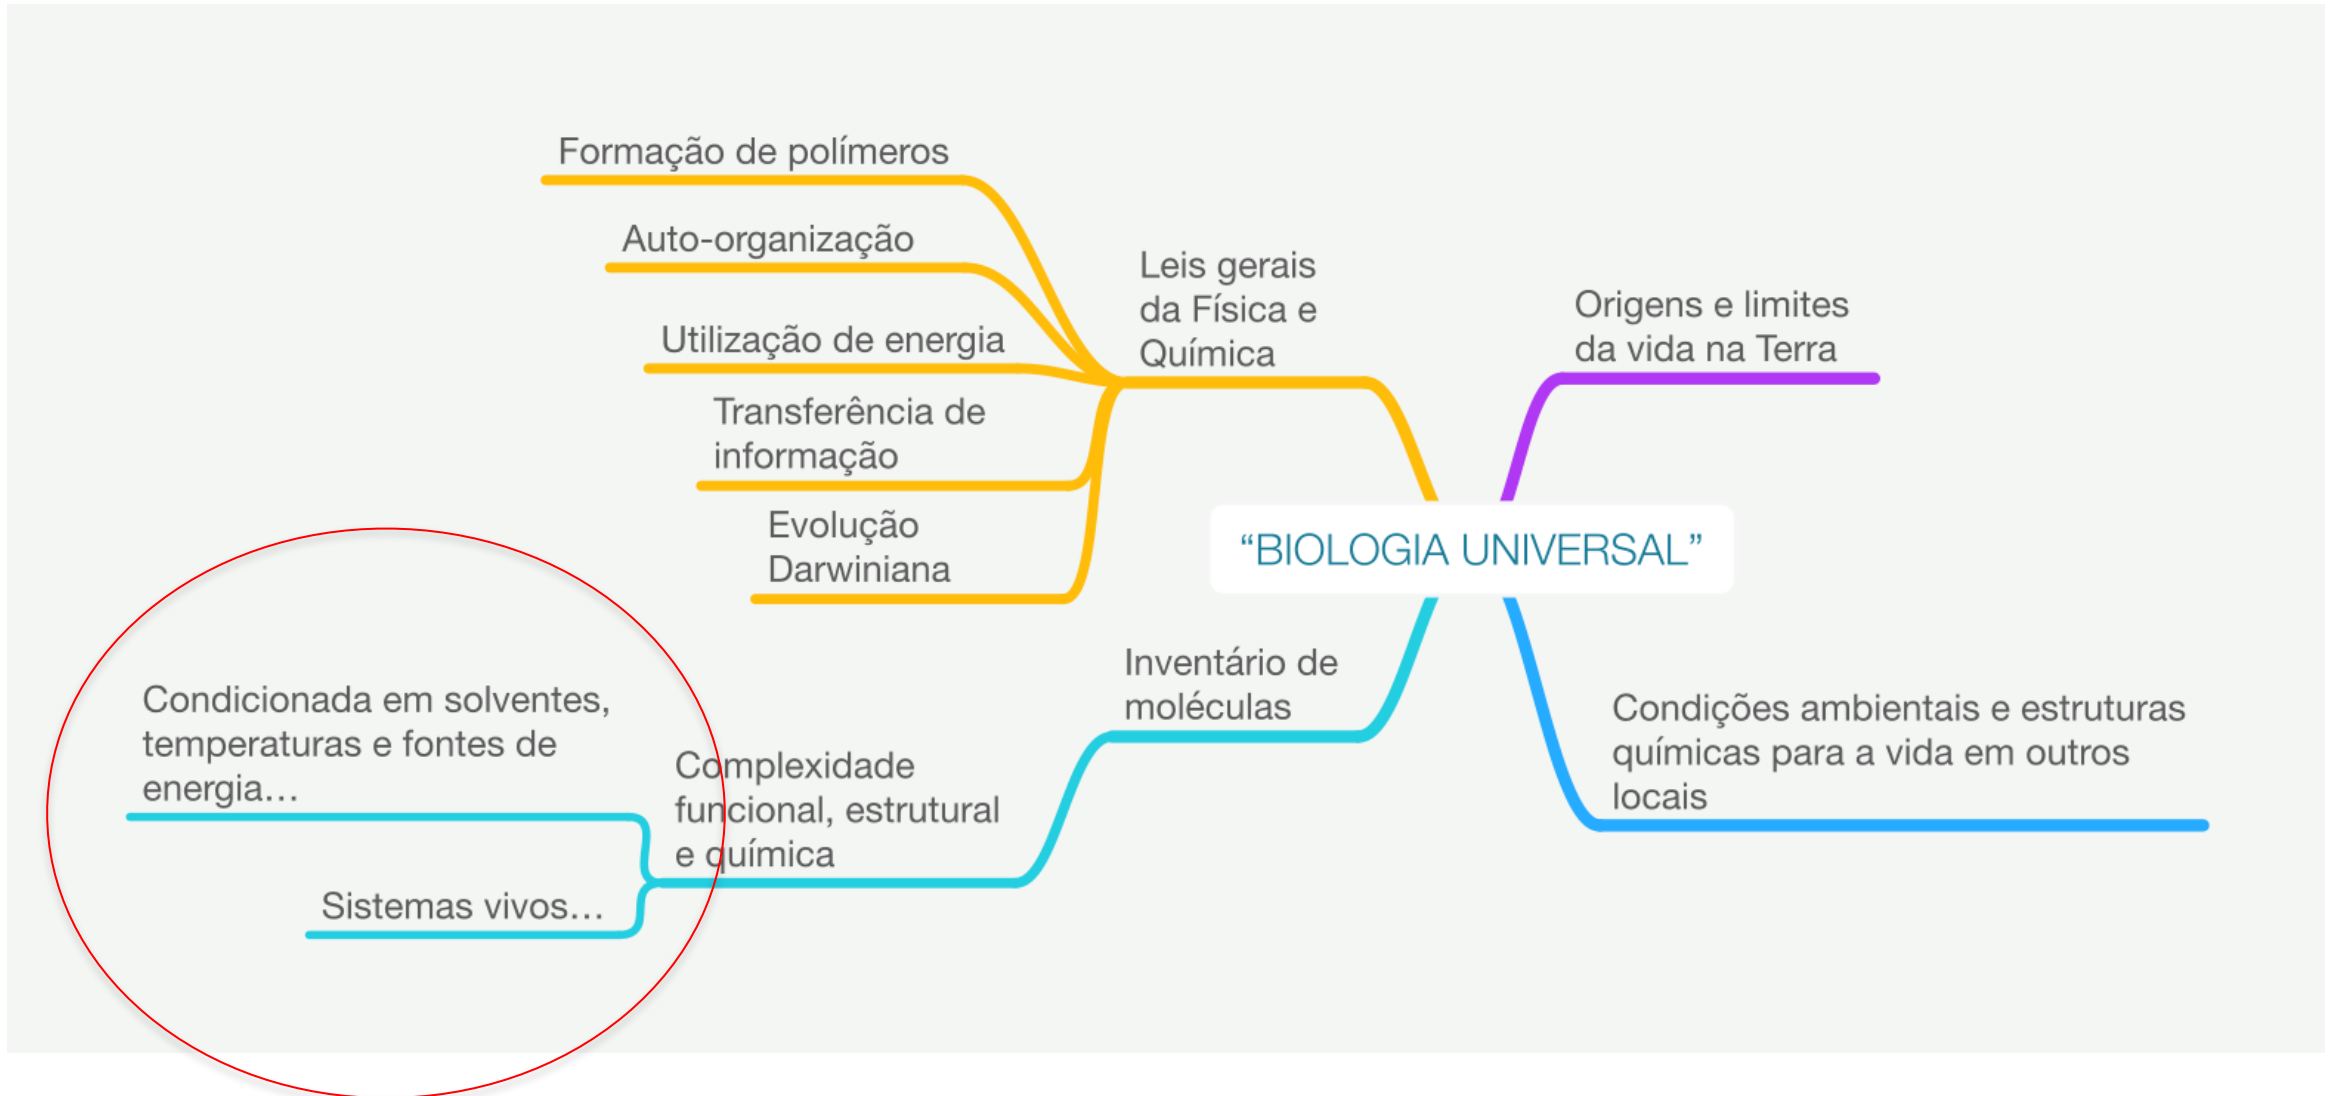 Formação de polímeros
Auto-organização
Utilização de energia
Transferência de
informação
Evolução
Darwiniana
Leis gerais
da Física e
Química
Origens e limites
da vida na Terra
“BIOLOGIA UNIVERSAL”
Inventário de
moléculas
Complexidade
funcional, estrutural
e química
Condicionada em solventes,
temperaturas e fontes de
energia...
Sistemas vivos...
Condições ambientais e estruturas
químicas para a vida em outros
locais